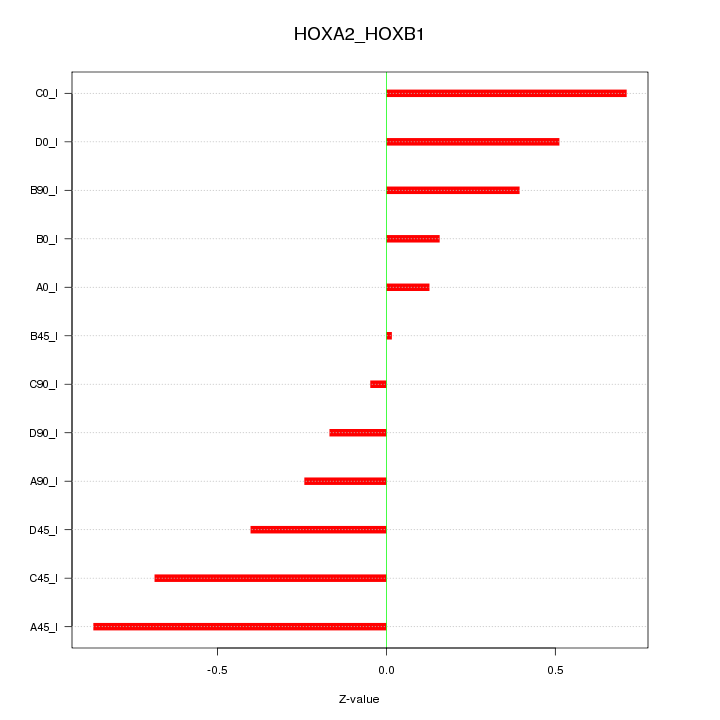 HOXA2_HOXB1
C0_I
D0_I
B90_I
B0_I
A0_I
B45_I
C90_I
D90_I
A90_I
D45_I
C45_I
A45_I
-0.5 0.0 0.5
Z-value